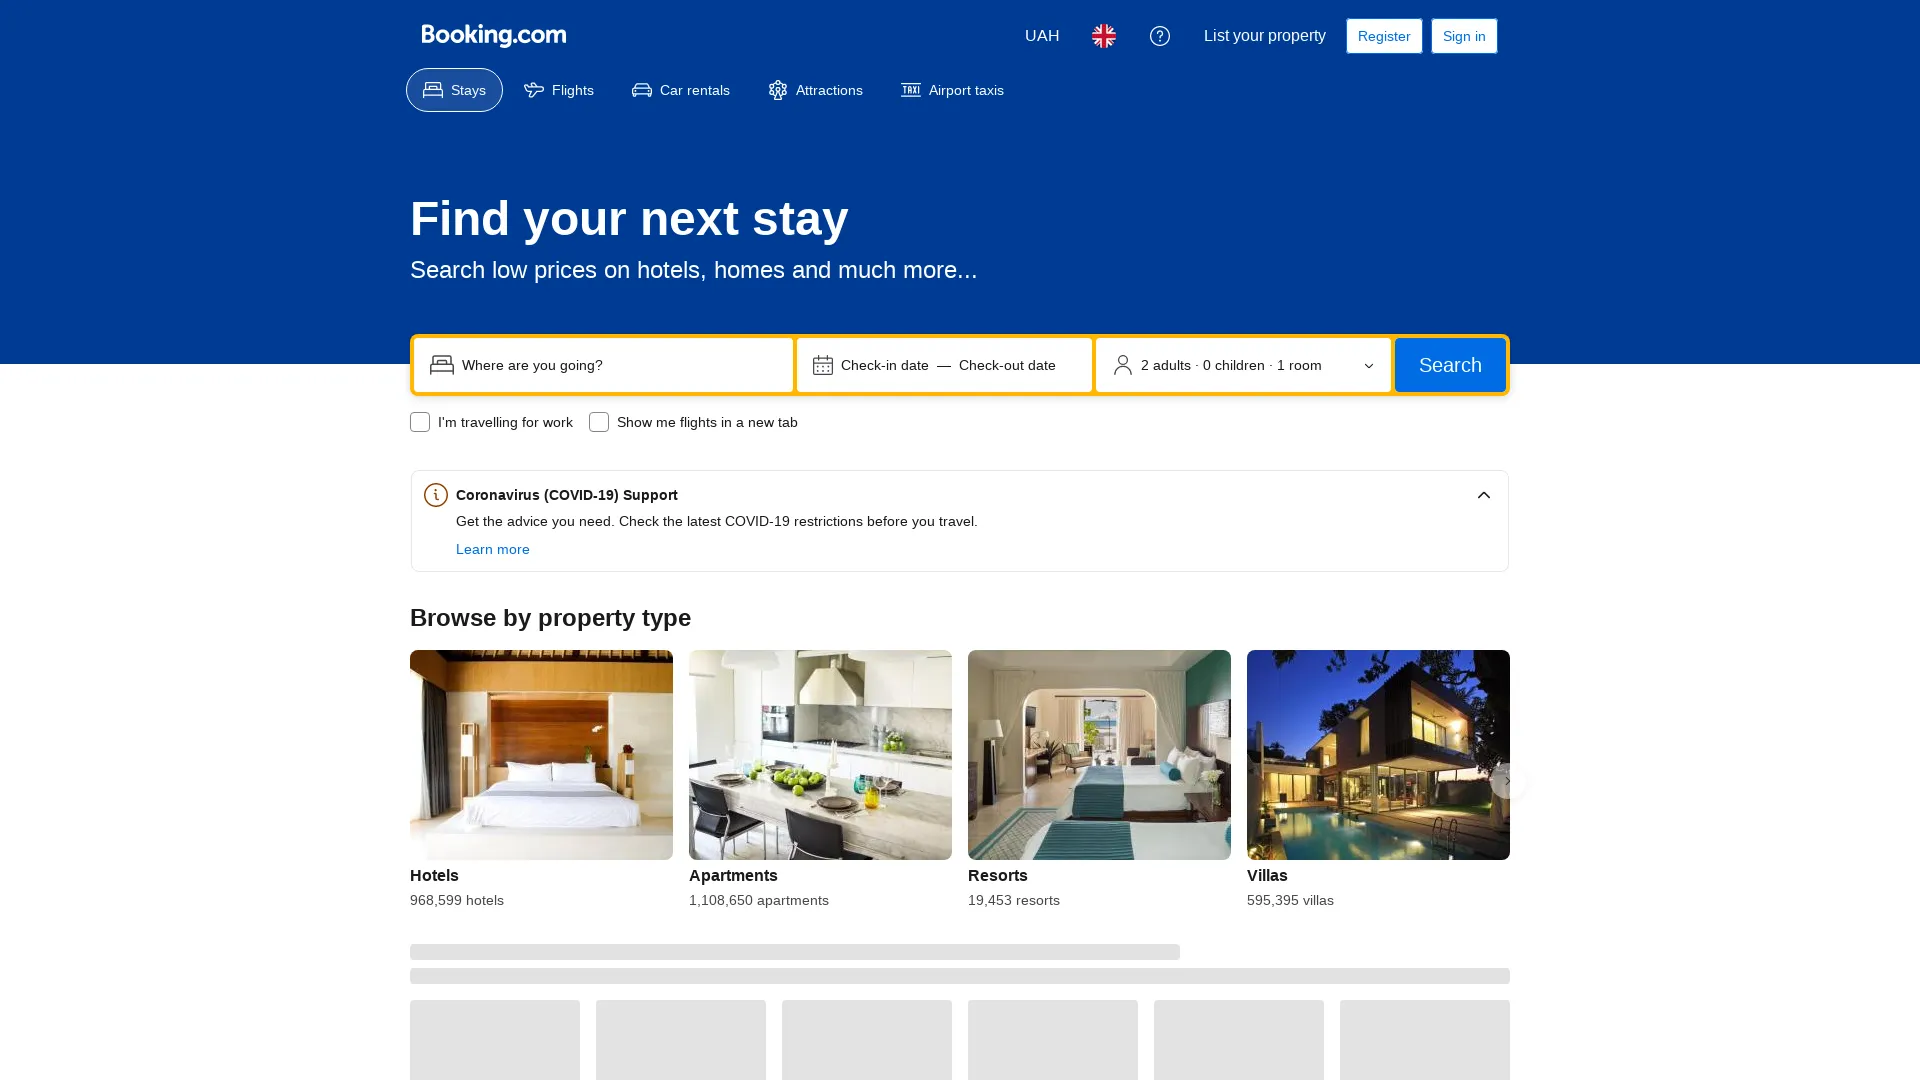 Booking.com
UAH
List your property
Register
Sign in
Stays
Flights
Car rentals
Attractions
TAXI
Airport taxis
Find your next stay
Search low prices on hotels, homes and much more...
Where are you going?
Check-in date — Check-out date
2 adults · 0 children · 1 room
Search
I'm travelling for work
Show me flights in a new tab
Coronavirus (COVID-19) Support
Get the advice you need. Check the latest COVID-19 restrictions before you travel.
Learn more
Browse by property type
Hotels
968,599 hotels
Apartments
1,108,650 apartments
Resorts
19,453 resorts
Villas
595,395 villas